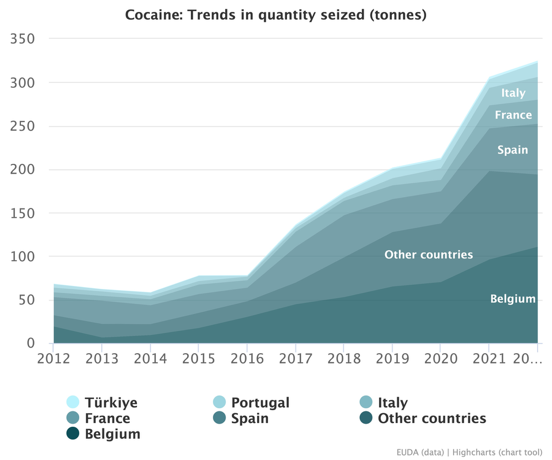 Cocaine: Trends in quantity seized (tonnes)
350
300
250
200
150
100
50
0
Italy
France
Spain
Other countries
Belgium
2012 2013 2014 2015 2016 2017 2018 2019 2020 2021 20...
Türkiye Portugal Italy
France Spain Other countries
Belgium
EUDA (data) | Highcharts (chart tool)